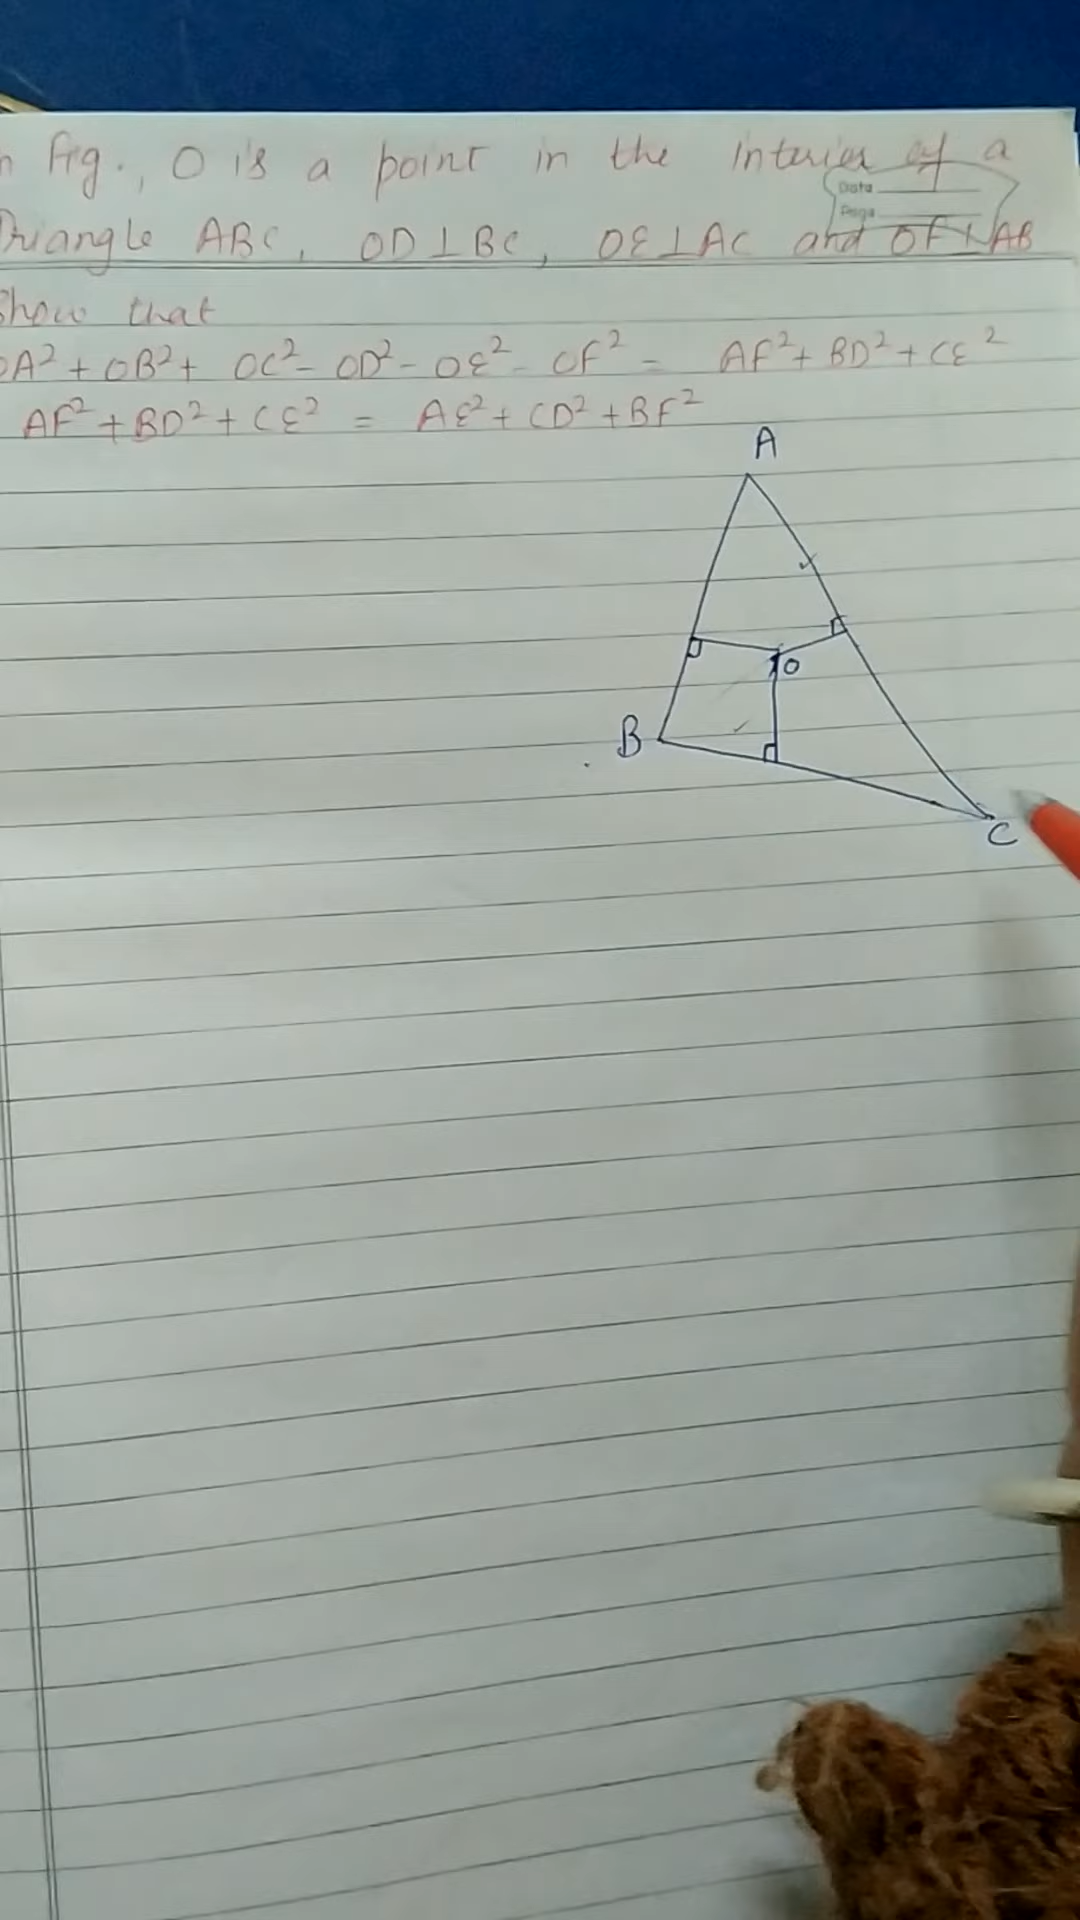 n Fig., O is a point in the interior of a
Date
Page
Triangle ABC, OD⊥BC, OE⊥AC and OF⊥AB
Show that
OA² + OB² + OC² - OD² - OE² - OF² = AF² + BD² + CE²
AF² + BD² + CE² = AE² + CD² + BF²
A
O
B
C